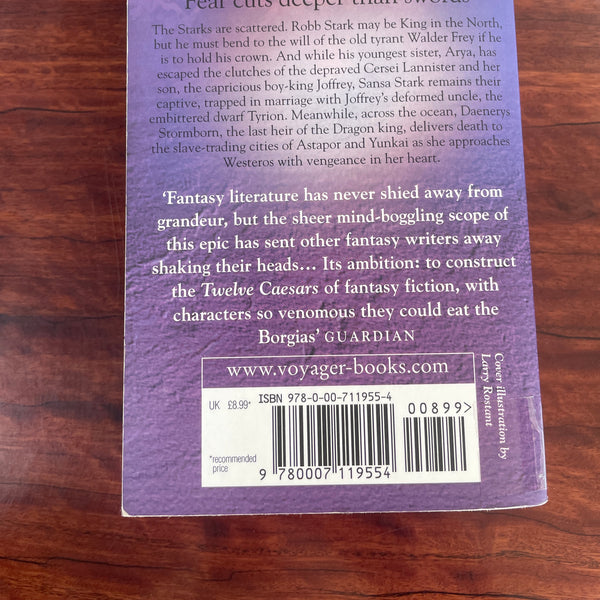 Fear cuts deeper than swords
The Starks are scattered. Robb Stark may be King in the North,
but he must bend to the will of the old tyrant Walder Frey if he
is to hold his crown. And while his youngest sister, Arya, has
escaped the clutches of the depraved Cersei Lannister and her
son, the capricious boy-king Joffrey, Sansa Stark remains their
captive, trapped in marriage with Joffrey's deformed uncle, the
embittered dwarf Tyrion. Meanwhile, across the ocean, Daenerys
Stormborn, the last heir of the Dragon king, delivers death to
the slave-trading cities of Astapor and Yunkai as she approaches
Westeros with vengeance in her heart.
'Fantasy literature has never shied away from
grandeur, but the sheer mind-boggling scope of
this epic has sent other fantasy writers away
shaking their heads… Its ambition: to construct
the Twelve Caesars of fantasy fiction, with
characters so venomous they could eat the
Borgias' GUARDIAN
www.voyager-books.com
UK £8.99*
ISBN 978-0-00-711955-4
00899>
*recommended
price
9 780007 119554
Cover illustration by
Larry Rostant